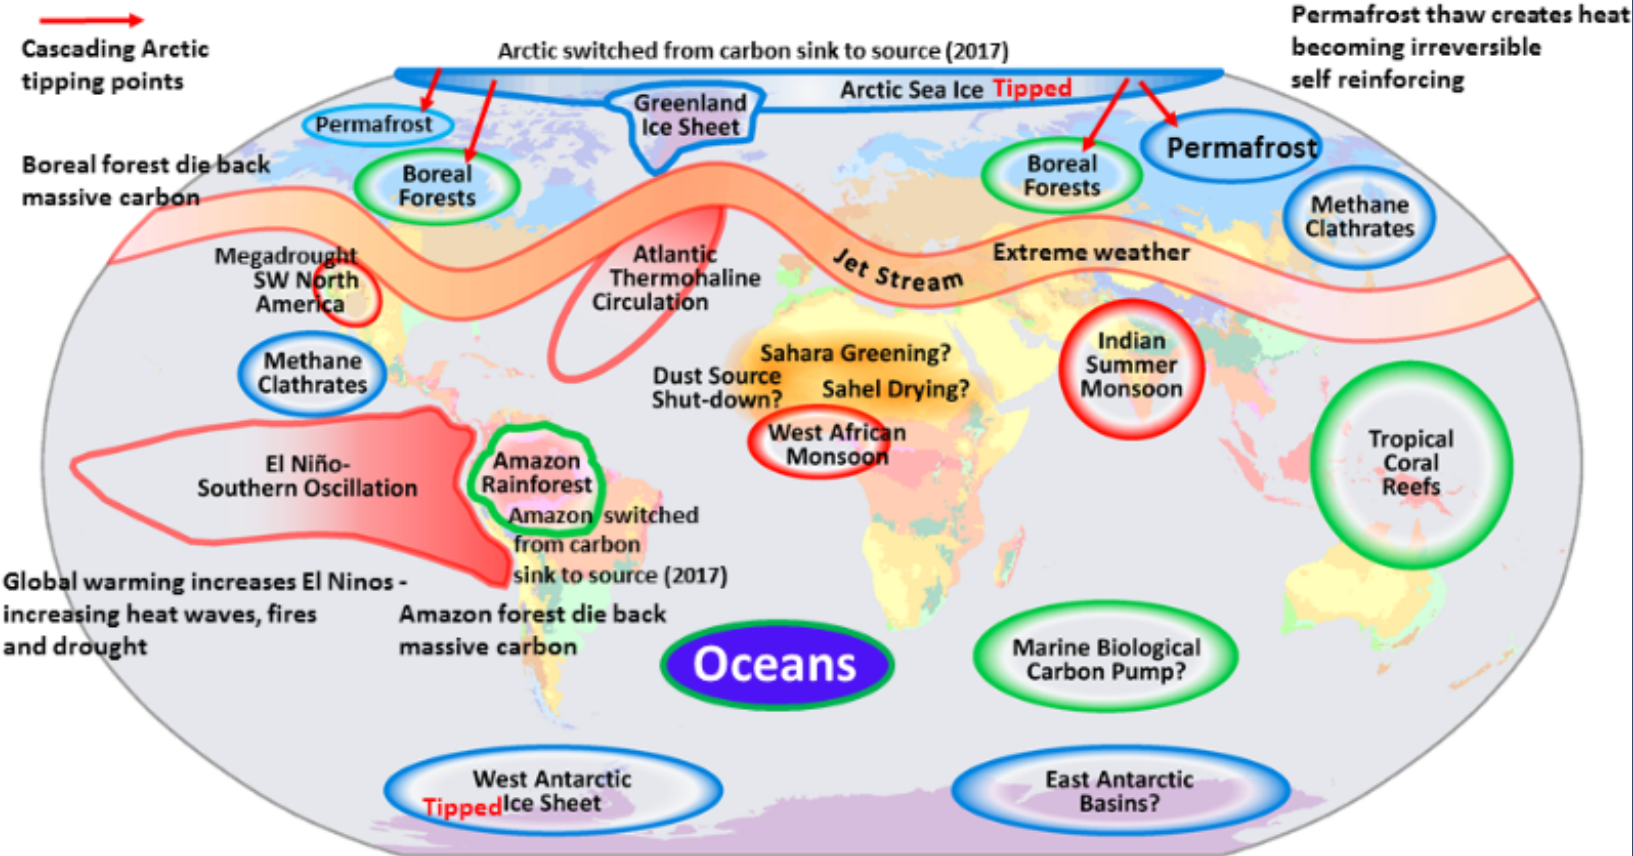 Cascading Arctic
tipping points
Arctic switched from carbon sink to source (2017)
Permafrost thaw creates heat
becoming irreversible
self reinforcing
Arctic Sea Ice Tipped
Greenland
Ice Sheet
Permafrost
Boreal
Forests
Boreal forest die back
massive carbon
Boreal
Forests
Permafrost
Methane
Clathrates
Megadrought
SW North
America
Atlantic
Thermohaline
Circulation
Jet Stream
Extreme weather
Methane
Clathrates
Sahara Greening?
Dust Source
Shut-down?
Sahel Drying?
West African
Monsoon
Indian
Summer
Monsoon
Tropical
Coral
Reefs
El Niño-
Southern Oscillation
Amazon
Rainforest
Amazon switched
from carbon
sink to source (2017)
Global warming increases El Ninos -
increasing heat waves, fires
and drought
Amazon forest die back
massive carbon
Oceans
Marine Biological
Carbon Pump?
West Antarctic
Tipped Ice Sheet
East Antarctic
Basins?